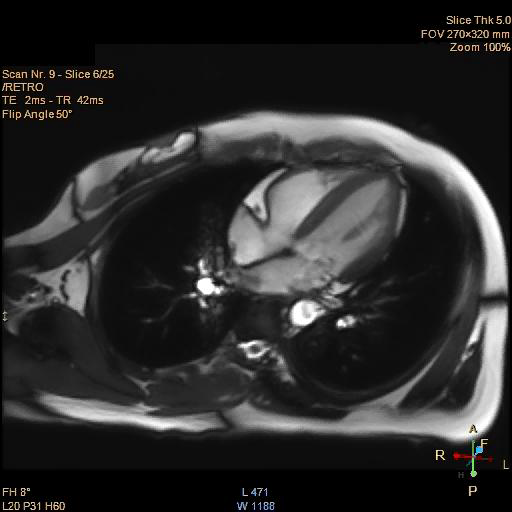 Slice Thk 5.0
FOV 270×320 mm
Zoom 100%
Scan Nr. 9 - Slice 6/25
/RETRO
TE 2ms - TR 42ms
Flip Angle 50°
A
F
R
L
H
P
FH 8°
L20 P31 H60
L 471
W 1188